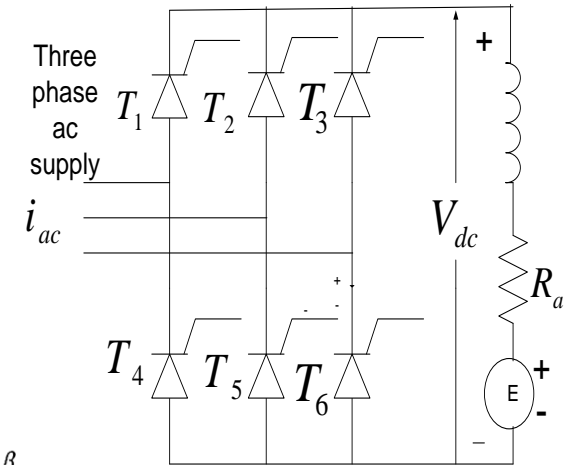 Three
phase
ac
supply
T1
T2
T3
+
iac
Vdc
+
-
-
Ra
T4
T5
T6
E
+
-
–
β